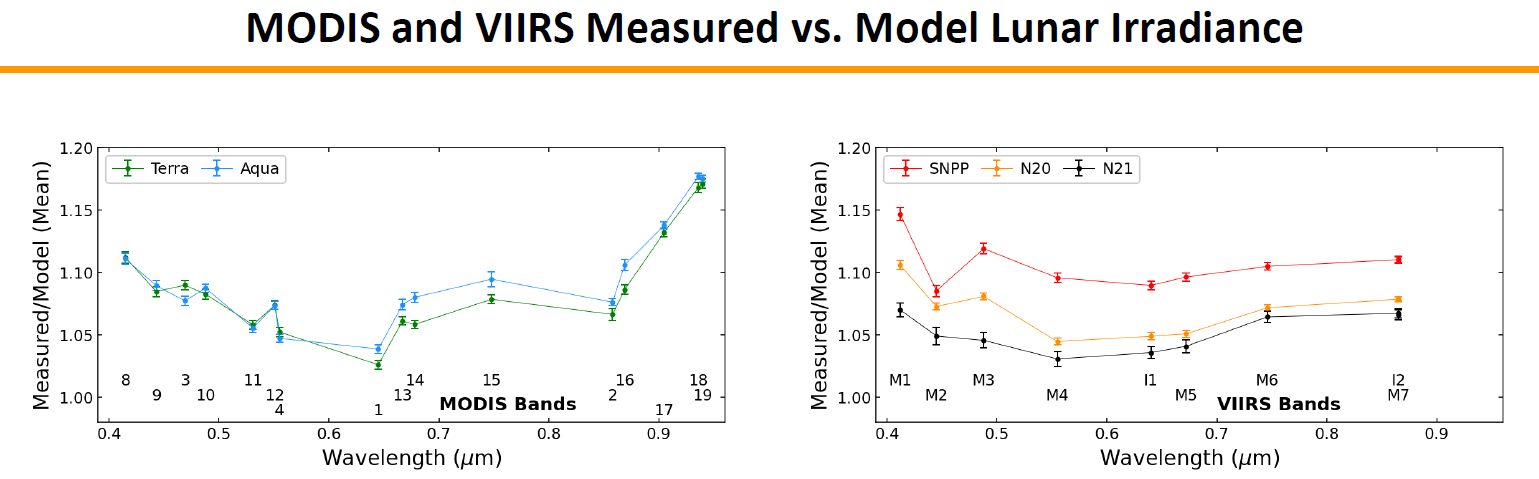 MODIS and VIIRS Measured vs. Model Lunar Irradiance
Measured/Model (Mean)
1.20
1.15
1.10
1.05
1.00
Terra Aqua
8 3 11 14 15 16 18
9 10 12 13 2 19
4 1 17
MODIS Bands
0.4 0.5 0.6 0.7 0.8 0.9
Wavelength (μm)
Measured/Model (Mean)
1.20
1.15
1.10
1.05
1.00
SNPP N20 N21
M1 M3 M4 I1 M6 I2
M2 M5 M7
VIIRS Bands
0.4 0.5 0.6 0.7 0.8 0.9
Wavelength (μm)